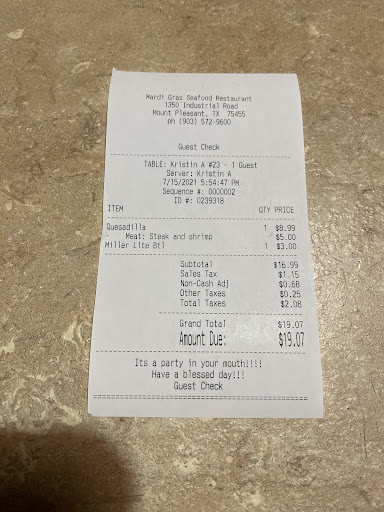 Mardi Gras Seafood Restaurant
1350 Industrial Road
Mount Pleasant, TX 75455
ph (903) 572-9600
Guest Check
TABLE: Kristin A #23 - 1 Guest
Server: Kristin A
7/15/2021 5:54:47 PM
Sequence #: 0000002
ID #: 0239318
ITEM QTY PRICE
Quesadilla 1 $8.99
- Meat: Steak and shrimp $5.00
Miller Lite Btl 1 $3.00
Subtotal $16.99
Sales Tax $1.15
Non-Cash Adj $0.68
Other Taxes $0.25
Total Taxes $2.08
Grand Total $19.07
Amount Due: $19.07
Its a party in your mouth!!!!
Have a blessed day!!!
Guest Check